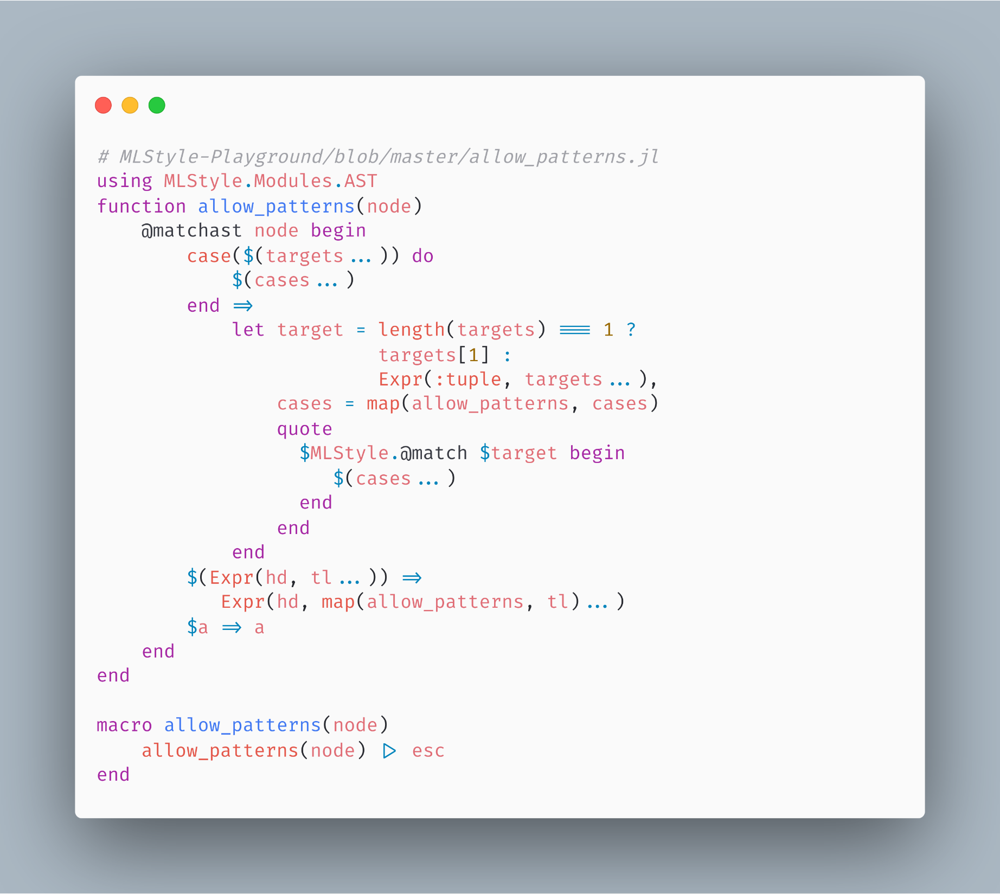 # MLStyle-Playground/blob/master/allow_patterns.jl
using MLStyle.Modules.AST
function allow_patterns(node)
    @matchast node begin
        case($(targets...)) do
            $(cases...)
        end =>
            let target = length(targets) === 1 ?
                         targets[1] :
                         Expr(:tuple, targets...),
                cases = map(allow_patterns, cases)
                quote
                  $MLStyle.@match $target begin
                     $(cases...)
                  end
                end
            end
        $(Expr(hd, tl...)) =>
           Expr(hd, map(allow_patterns, tl)...)
        $a => a
    end
end

macro allow_patterns(node)
    allow_patterns(node) |> esc
end